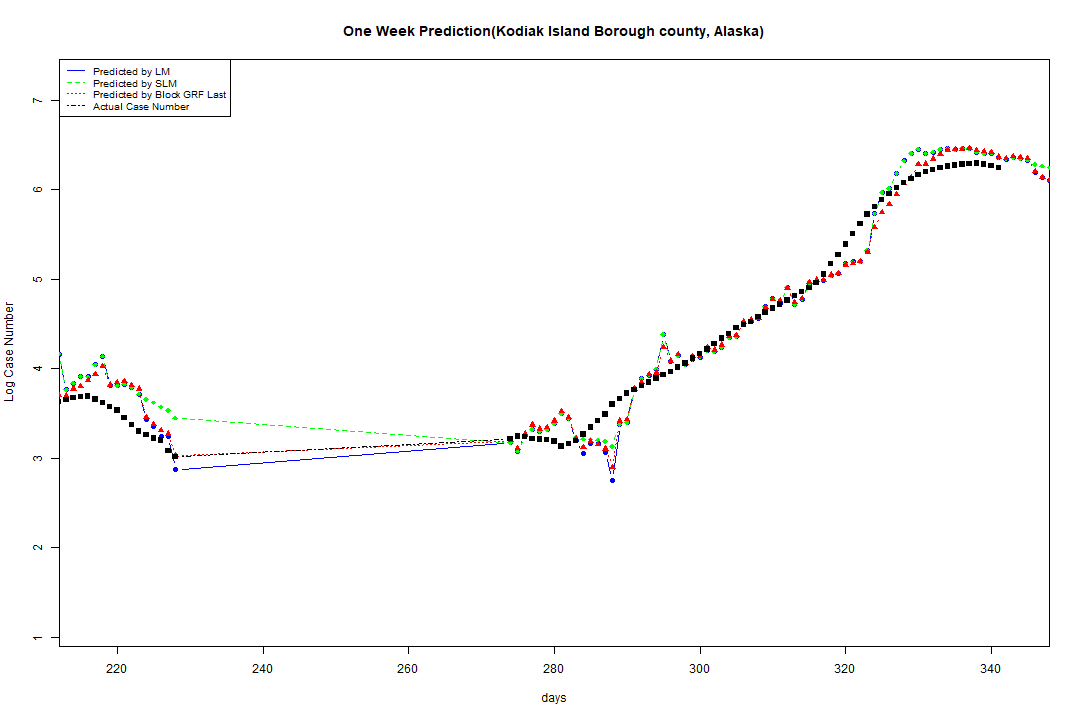 One Week Prediction(Kodiak Island Borough county, Alaska)
Predicted by LM
Predicted by SLM
Predicted by Block GRF Last
Actual Case Number
7
6
5
4
3
2
1
Log Case Number
220 240 260 280 300 320 340
days